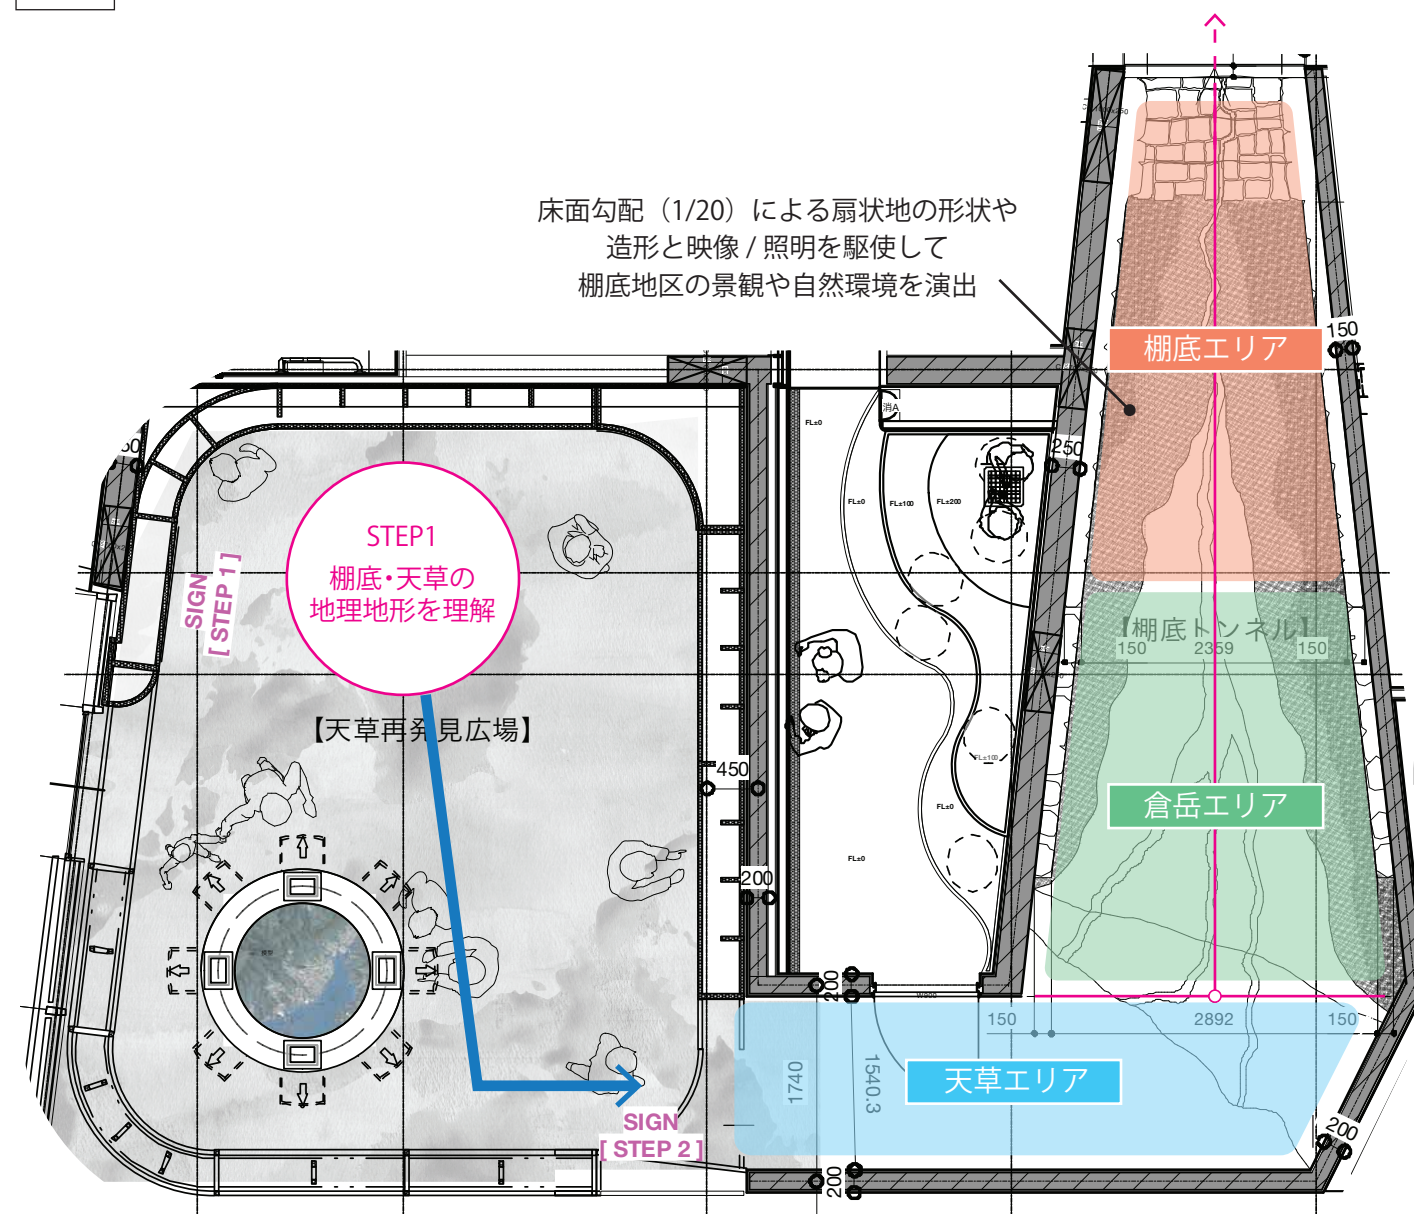 床面勾配（1/20）による扇状地の形状や
造形と映像 / 照明を駆使して
棚底地区の景観や自然環境を演出
150
棚底エリア
消A
FL±0
250
FL±0
FL±100
FL±200
STEP1
棚底・天草の
地理地形を理解
SIGN
[ STEP 1 ]
【棚底トンネル】
150
2359
150
【天草再発見広場】
450
FL±100
FL±0
倉岳エリア
FL±0
200
200
150
2892
150
1740
1540.3
天草エリア
SIGN
[ STEP 2 ]
200
200